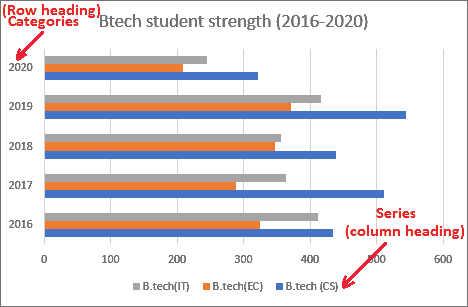 (Row heading)
Categories
Btech student strength (2016-2020)
2020
2019
2018
2017
2016
Series
(column heading)
0 100 200 300 400 500 600
B.tech(IT) B.tech(EC) B.tech (CS)